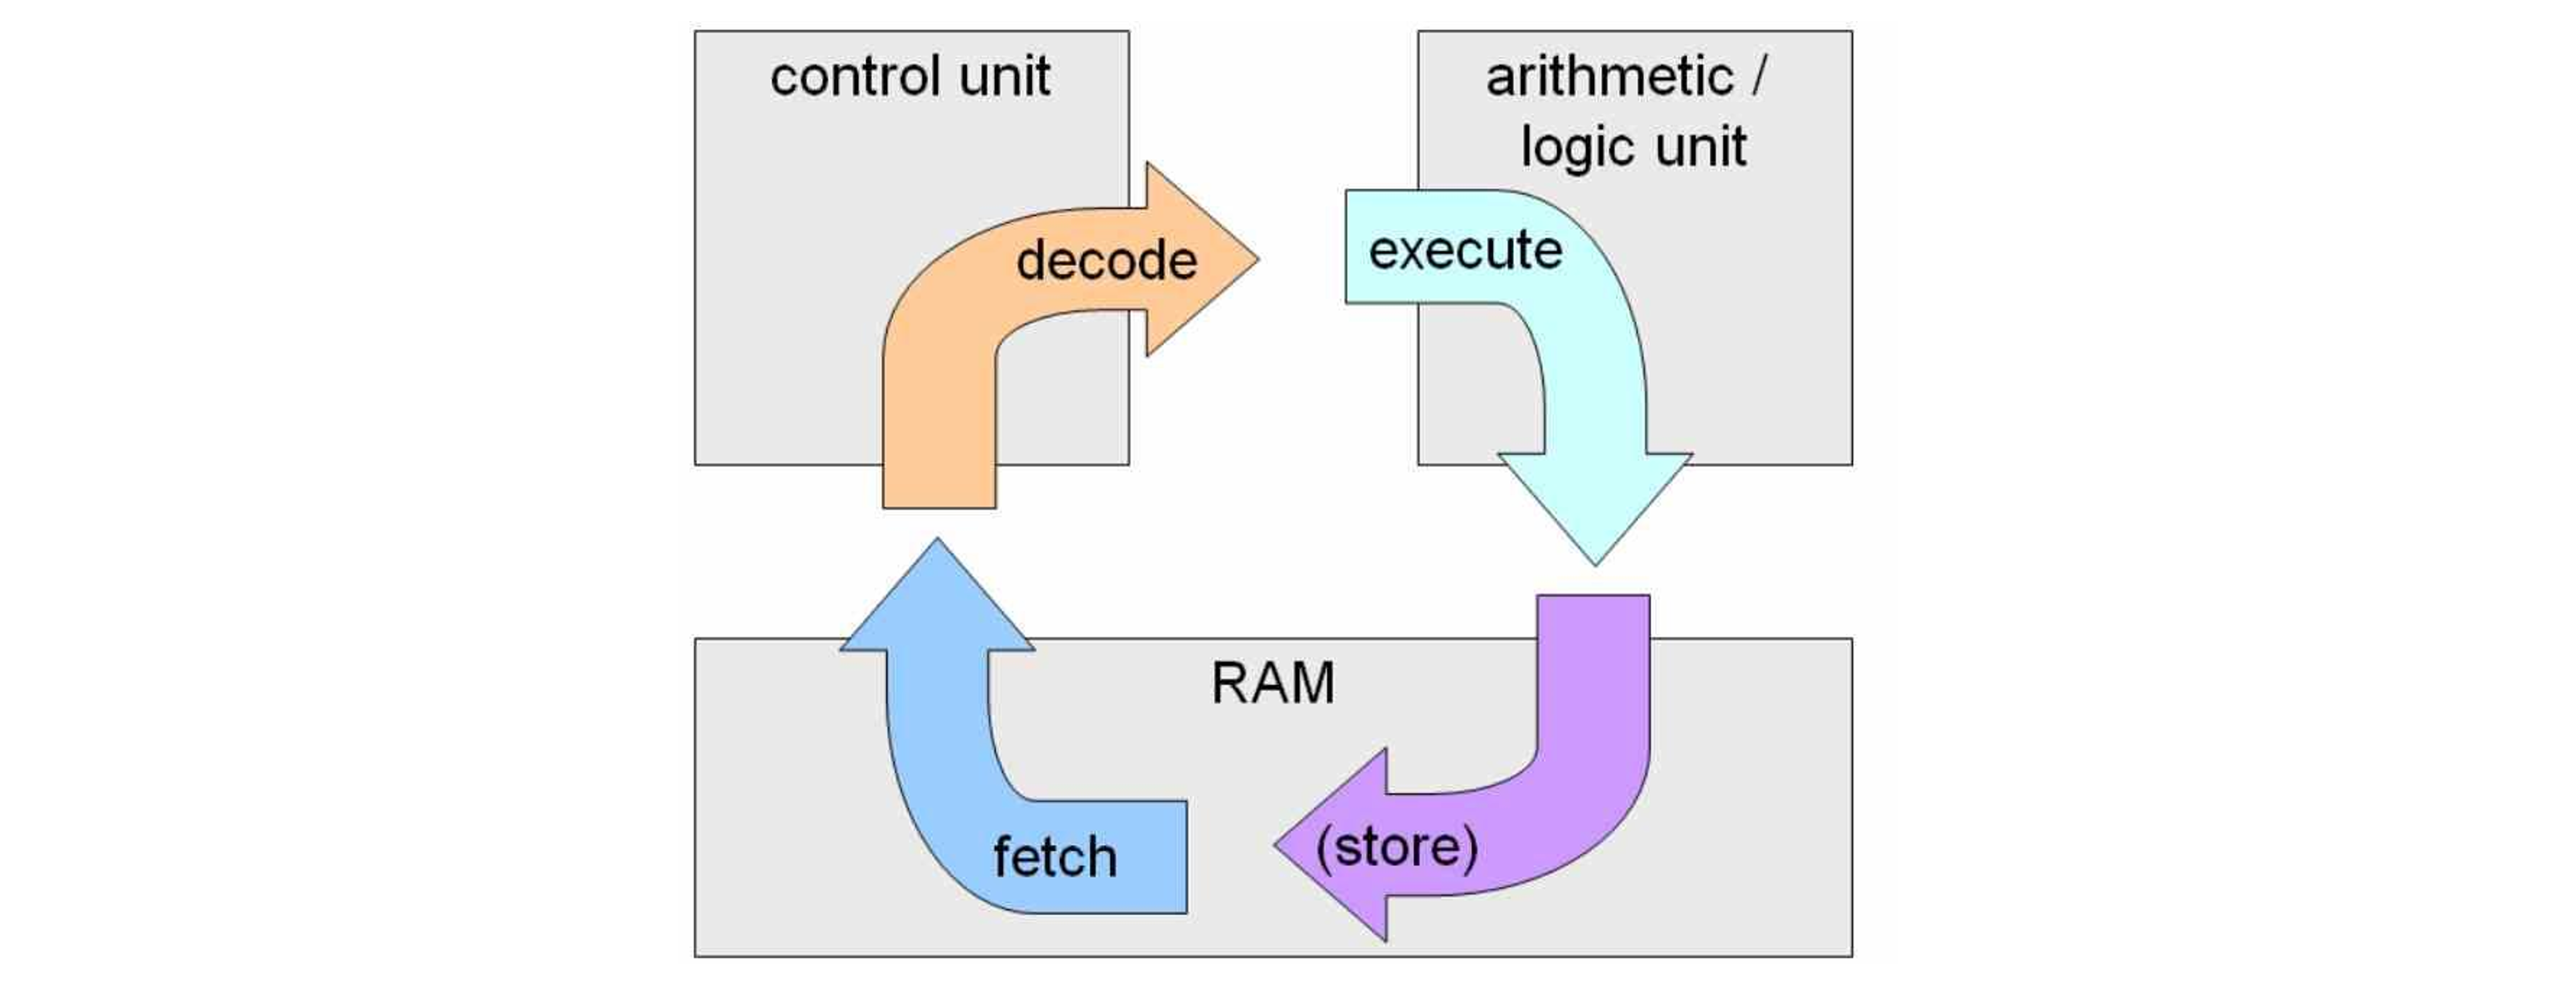 control unit
arithmetic /
logic unit
decode
execute
RAM
fetch
(store)